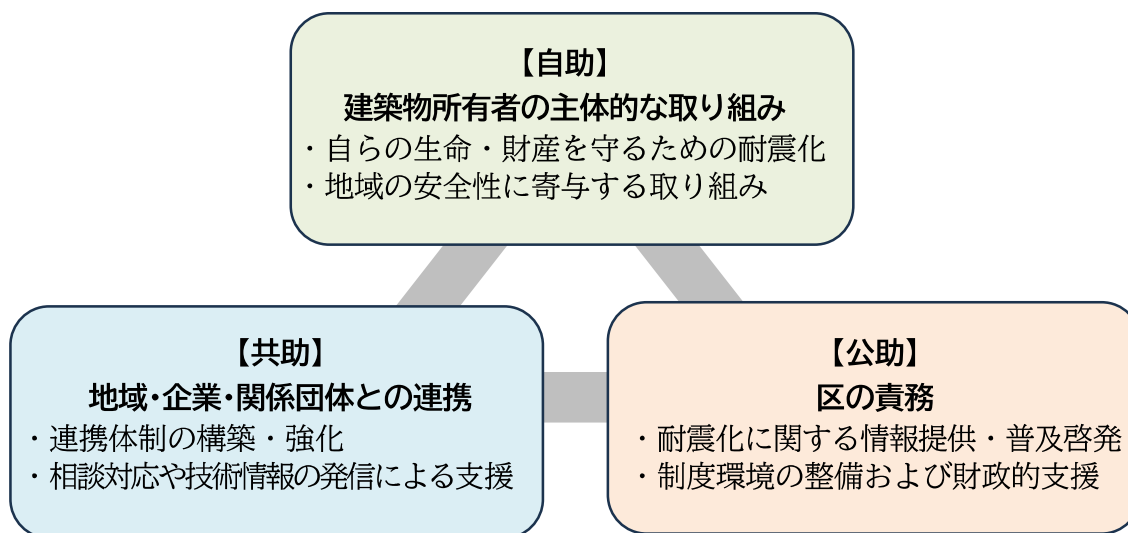 【自助】
建築物所有者の主体的な取り組み
・自らの生命・財産を守るための耐震化
・地域の安全性に寄与する取り組み
【共助】
地域・企業・関係団体との連携
・連携体制の構築・強化
・相談対応や技術情報の発信による支援
【公助】
区の責務
・耐震化に関する情報提供・普及啓発
・制度環境の整備および財政的支援